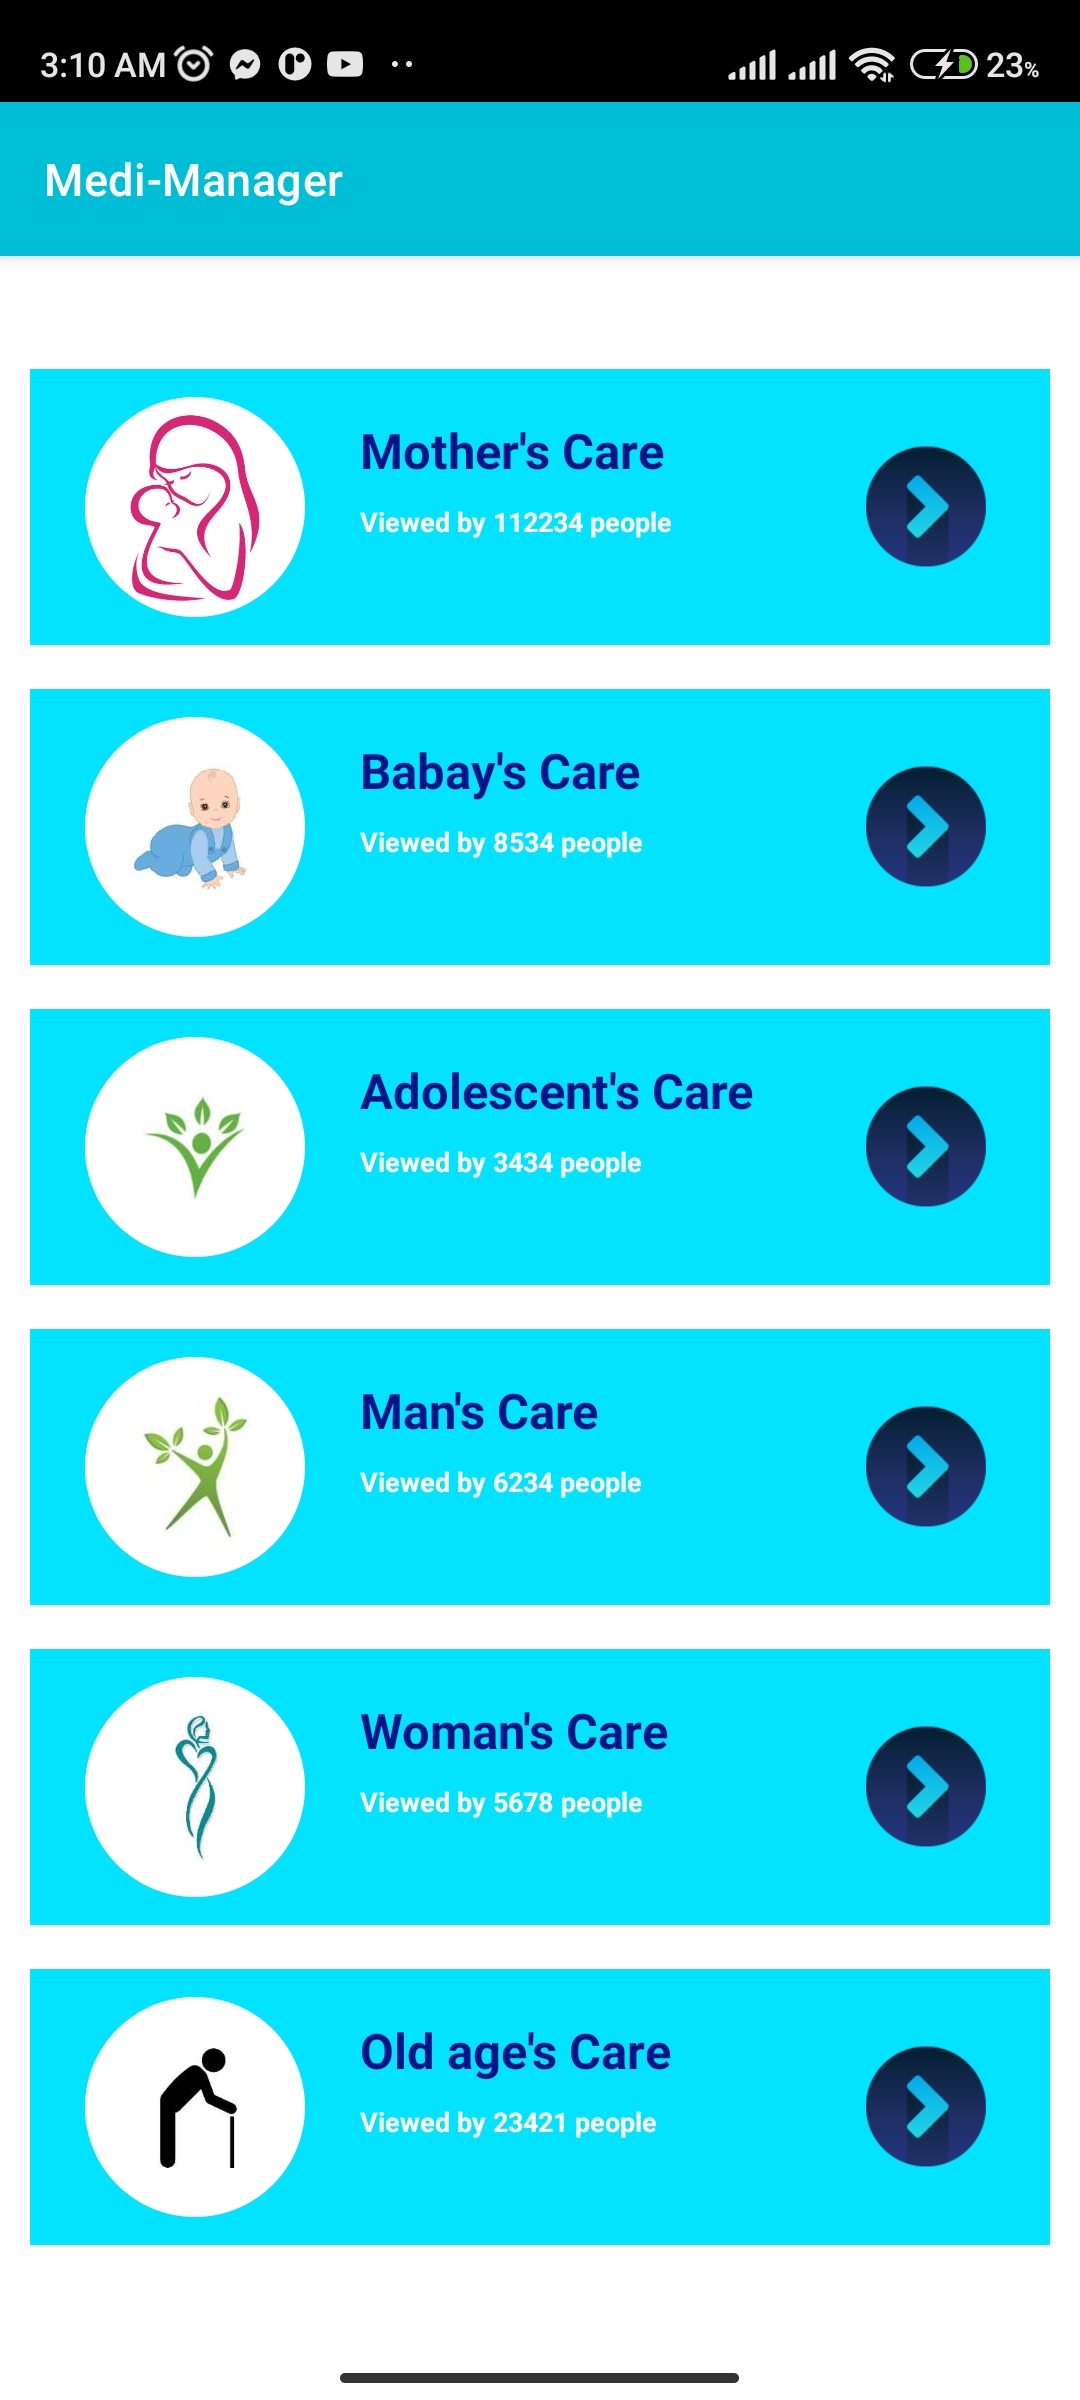 3:10 AM 23%
Medi-Manager
Mother's Care
Viewed by 112234 people
Babay's Care
Viewed by 8534 people
Adolescent's Care
Viewed by 3434 people
Man's Care
Viewed by 6234 people
Woman's Care
Viewed by 5678 people
Old age's Care
Viewed by 23421 people